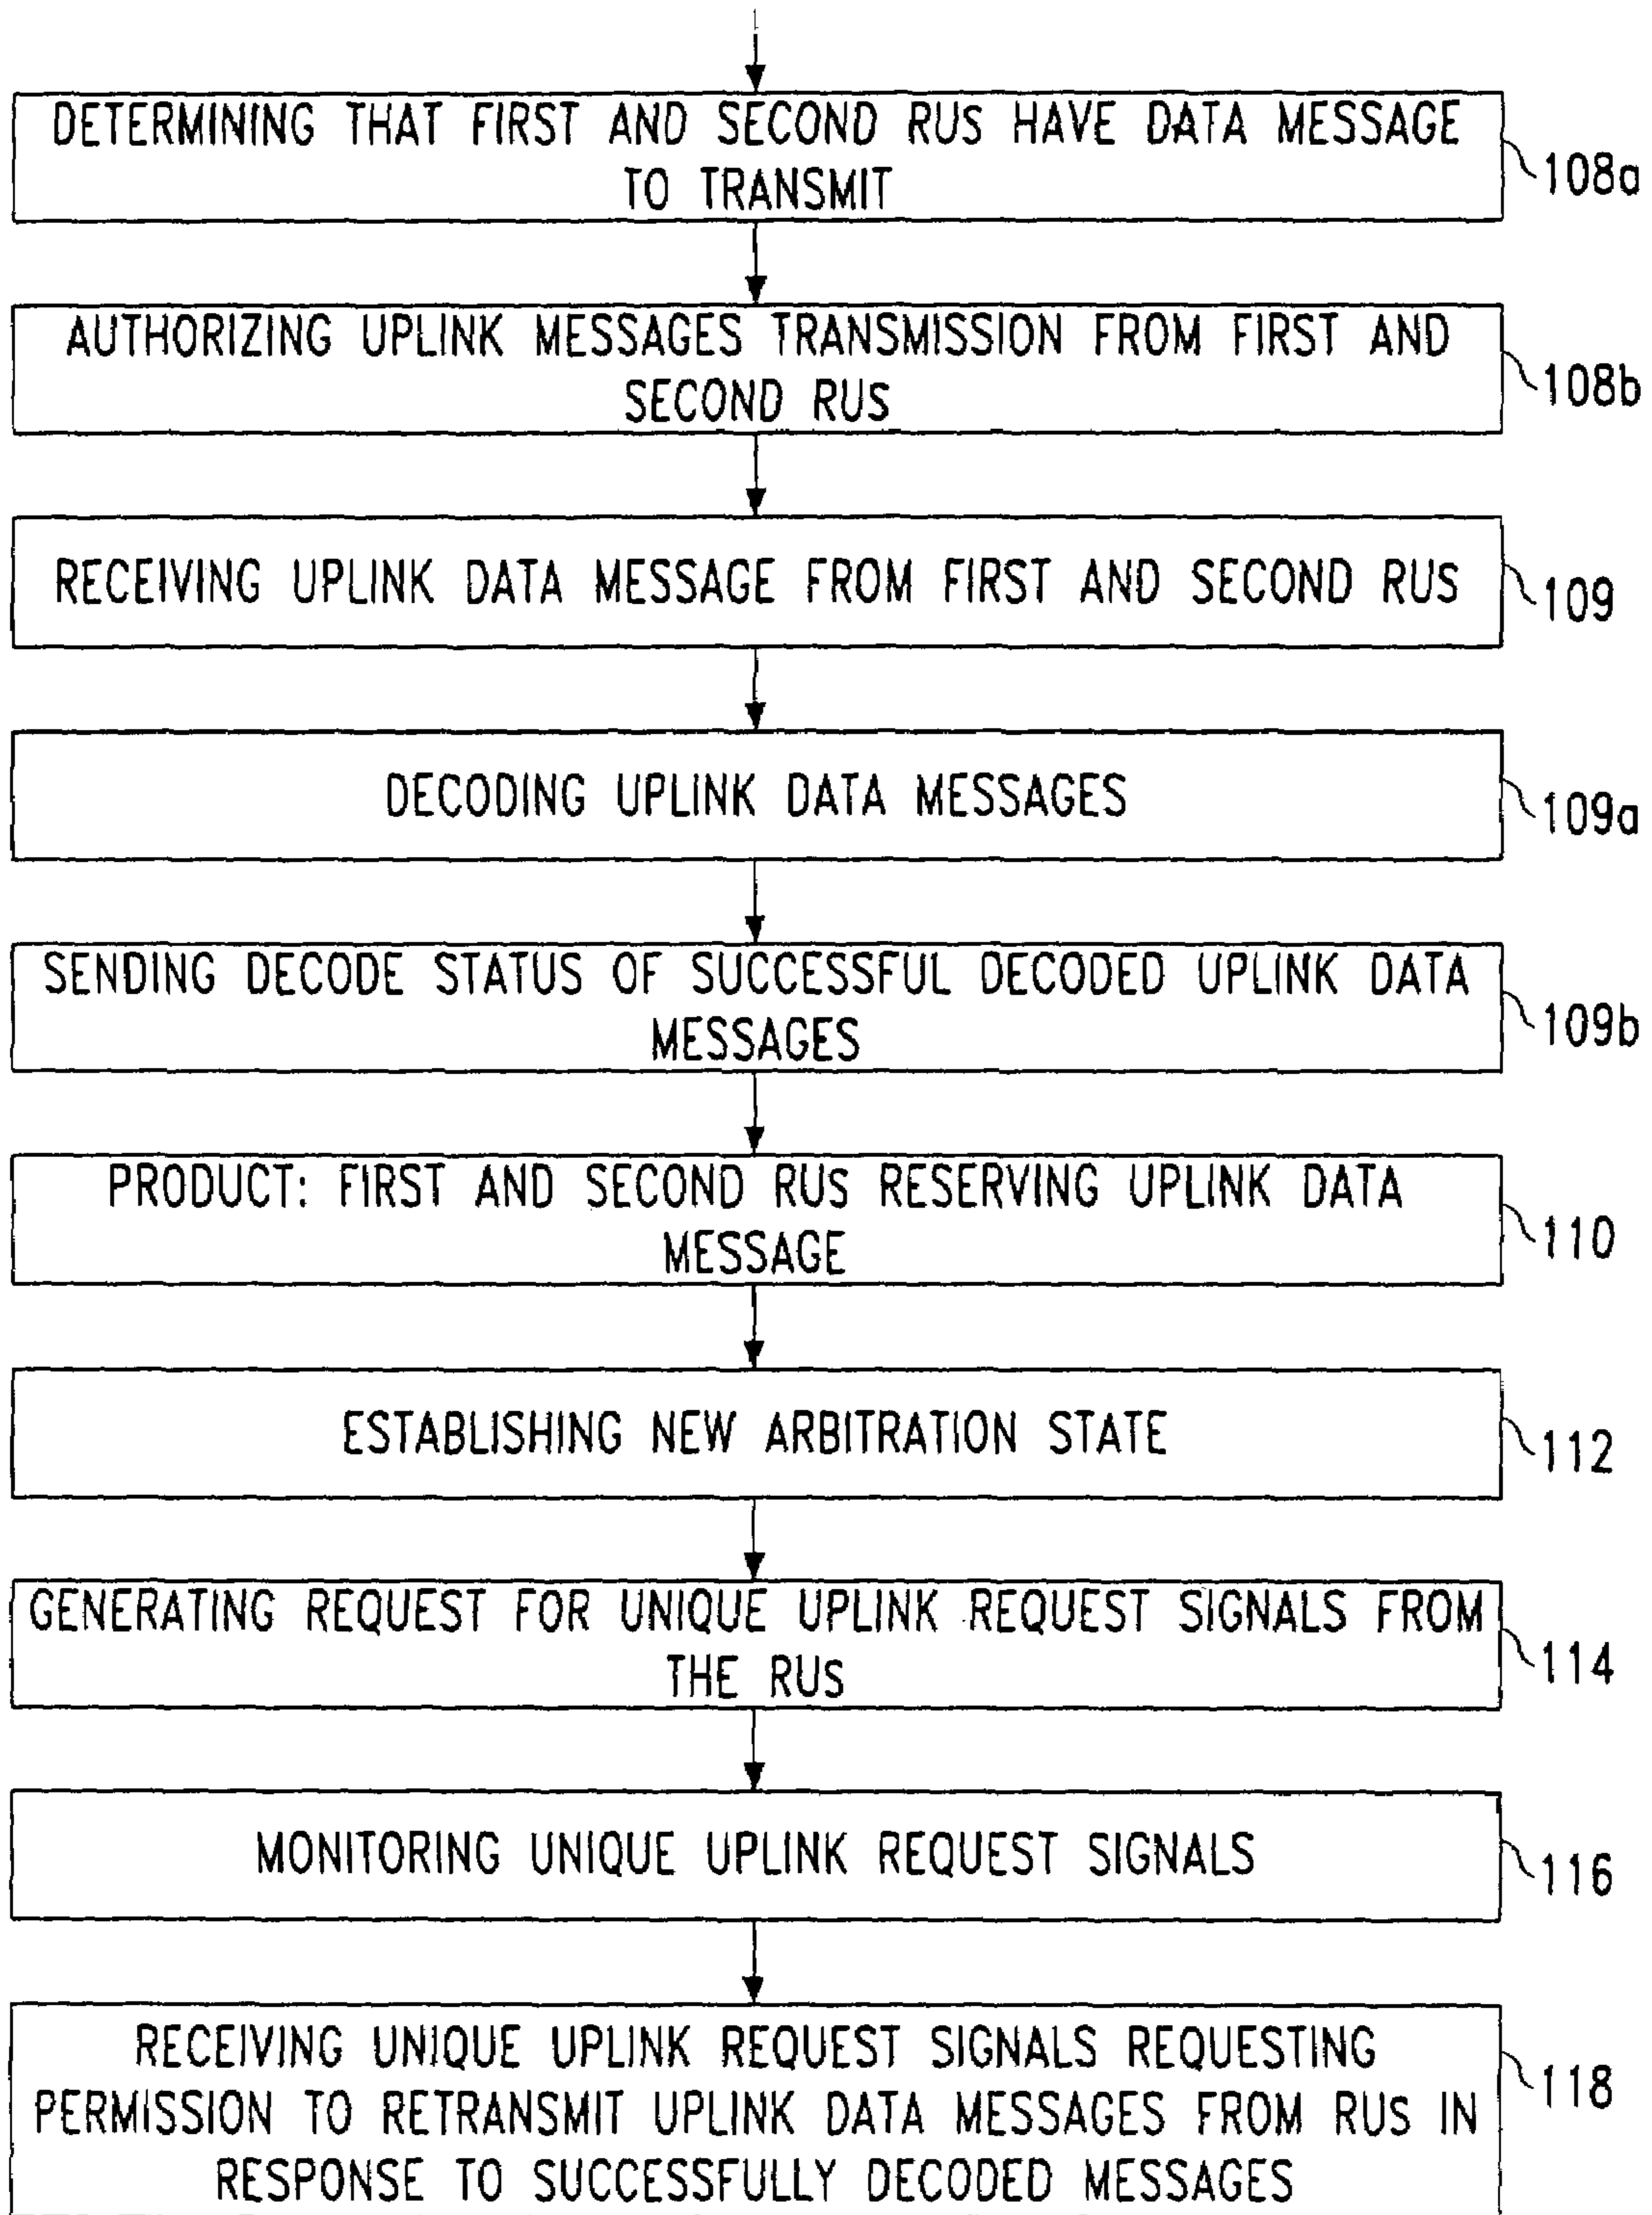 DETERMINING THAT FIRST AND SECOND RUs HAVE DATA MESSAGE
TO TRANSMIT
108a
AUTHORIZING UPLINK MESSAGES TRANSMISSION FROM FIRST AND
SECOND RUs
108b
RECEIVING UPLINK DATA MESSAGE FROM FIRST AND SECOND RUs
109
DECODING UPLINK DATA MESSAGES
109a
SENDING DECODE STATUS OF SUCCESSFUL DECODED UPLINK DATA
MESSAGES
109b
PRODUCT: FIRST AND SECOND RUs RESERVING UPLINK DATA
MESSAGE
110
ESTABLISHING NEW ARBITRATION STATE
112
GENERATING REQUEST FOR UNIQUE UPLINK REQUEST SIGNALS FROM
THE RUs
114
MONITORING UNIQUE UPLINK REQUEST SIGNALS
116
RECEIVING UNIQUE UPLINK REQUEST SIGNALS REQUESTING
PERMISSION TO RETRANSMIT UPLINK DATA MESSAGES FROM RUs IN
RESPONSE TO SUCCESSFULLY DECODED MESSAGES
118